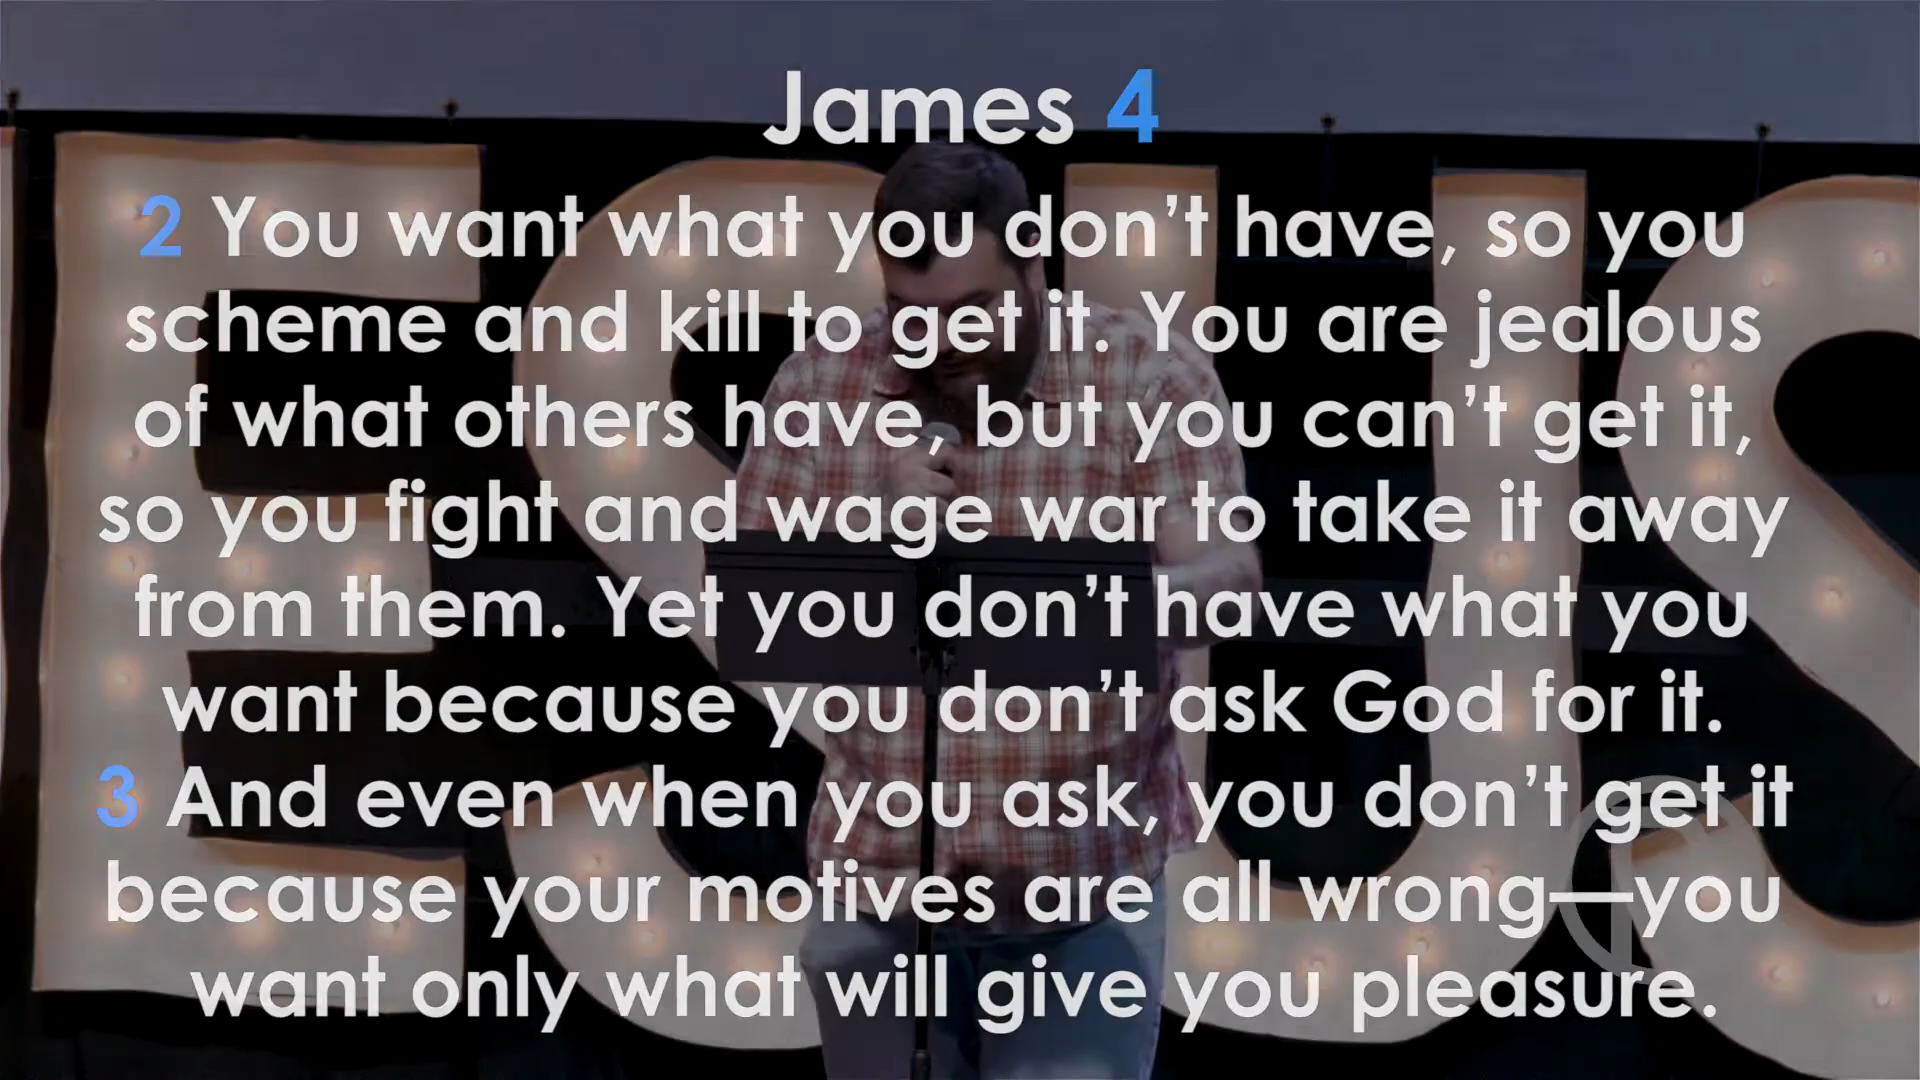 James 4
2 You want what you don’t have, so you
scheme and kill to get it. You are jealous
of what others have, but you can’t get it,
so you fight and wage war to take it away
from them. Yet you don’t have what you
want because you don’t ask God for it.
3 And even when you ask, you don’t get it
because your motives are all wrong—you
want only what will give you pleasure.
ESUS